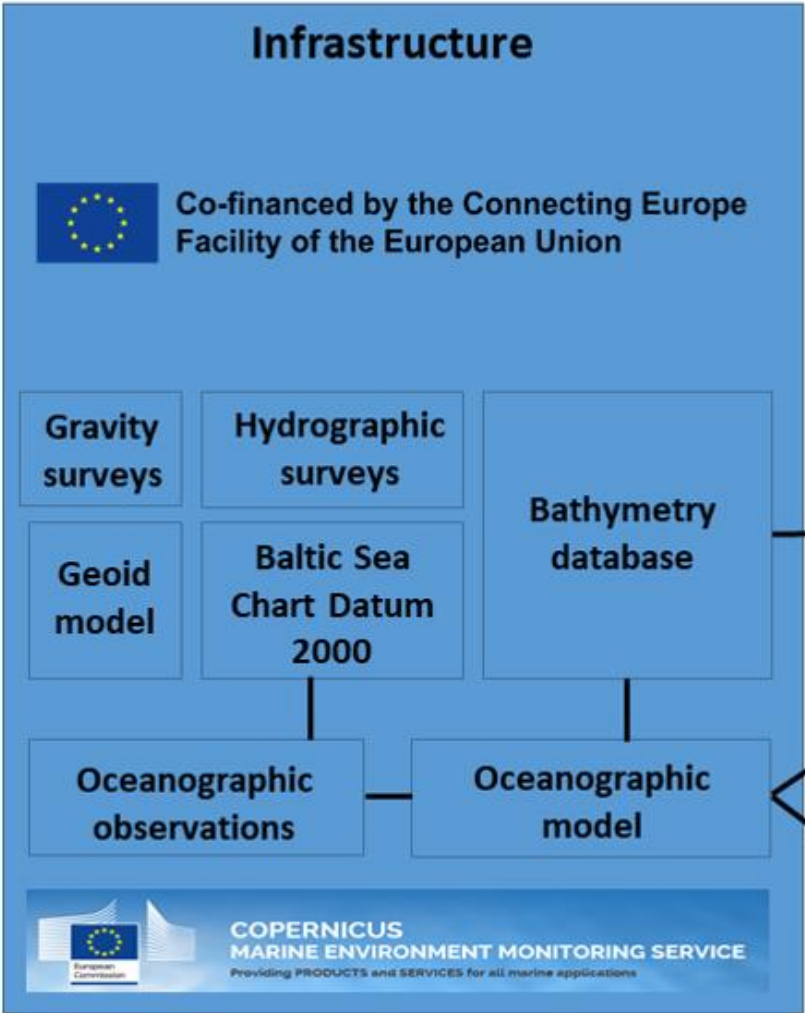 Infrastructure
Co-financed by the Connecting Europe
Facility of the European Union
Gravity
surveys
Hydrographic
surveys
Bathymetry
database
Geoid
model
Baltic Sea
Chart Datum
2000
Oceanographic
observations
Oceanographic
model
European
Commission
COPERNICUS
MARINE ENVIRONMENT MONITORING SERVICE
Providing PRODUCTS and SERVICES for all marine applications